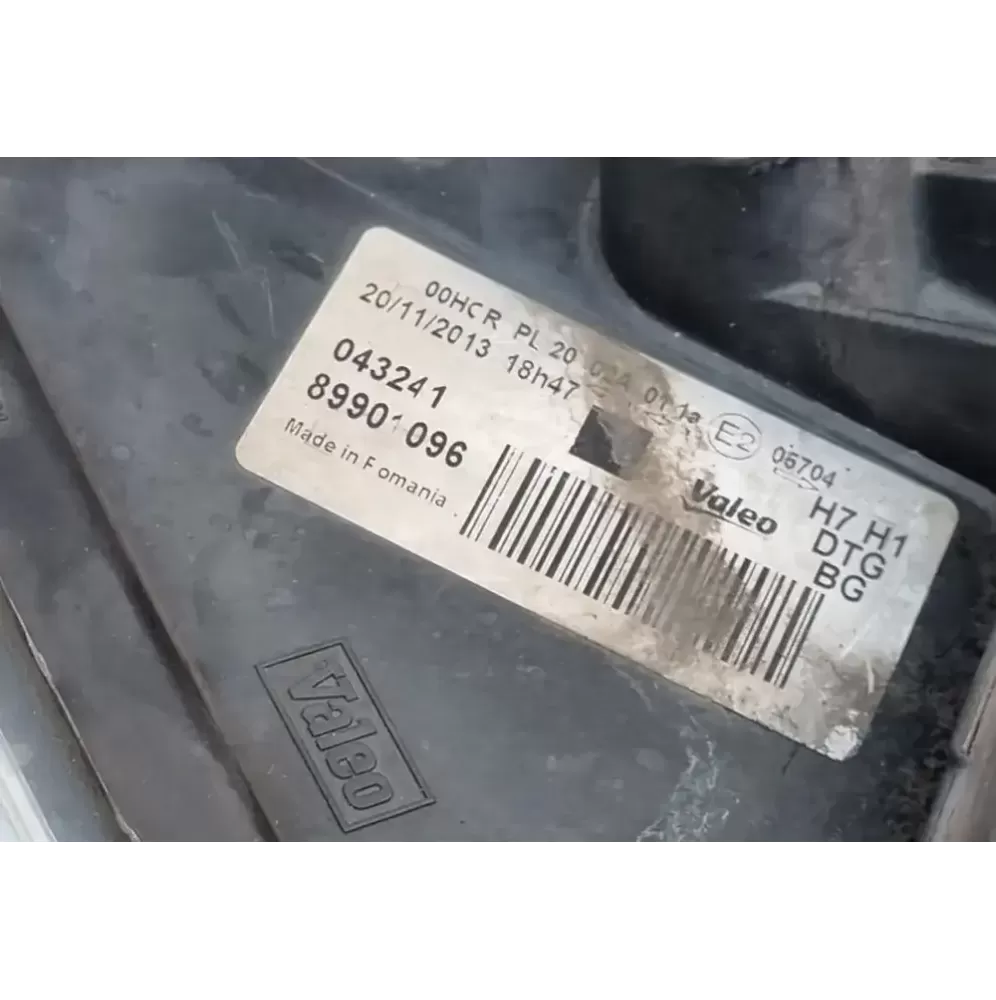 00HCR PL 20
20/11/2013 18h47
E2 05704
043241
89901096
Made in Fomania
Valeo
H7 H1
DTG
BG
Valeo